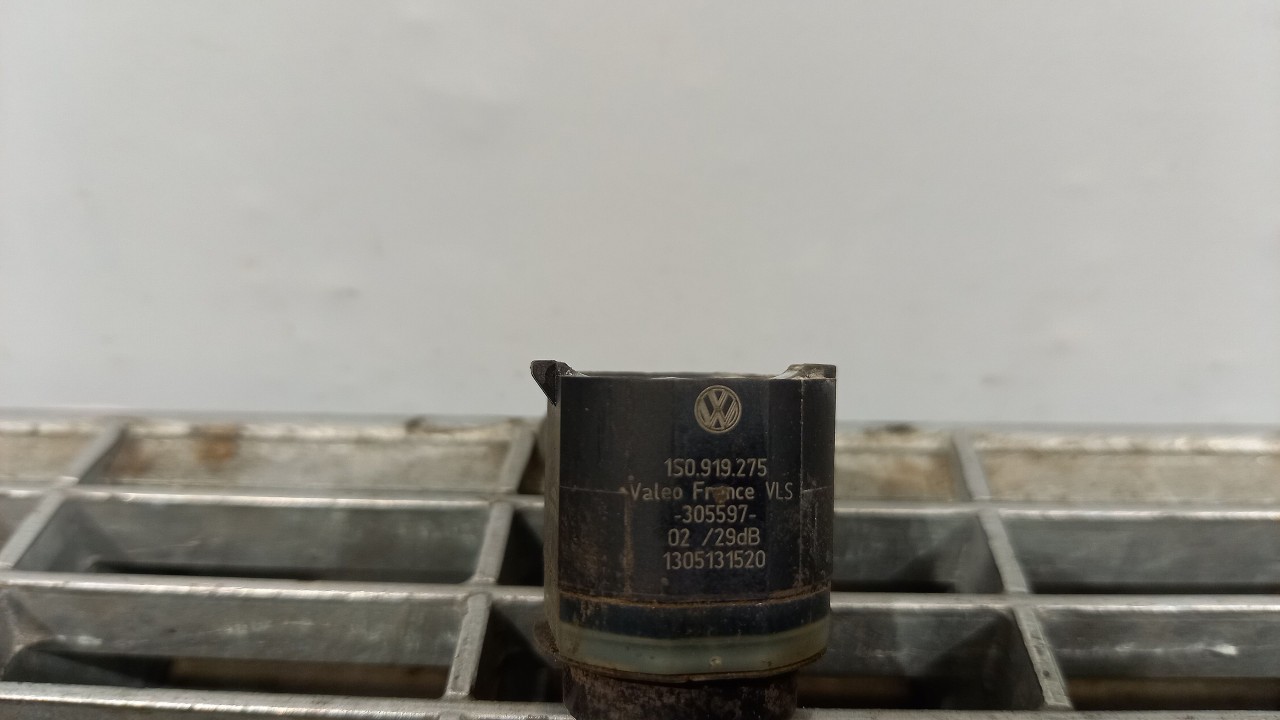 1S0.919.275
Valeo France VLS
-305597-
02 /29dB
1305131520